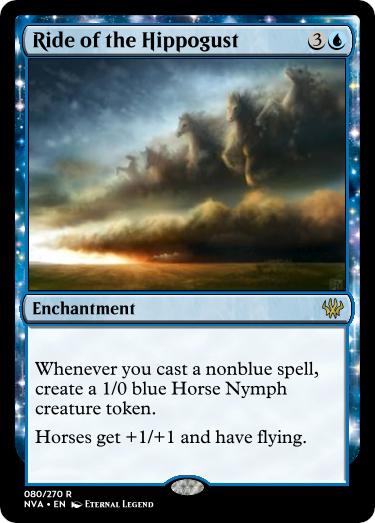 Ride of the Hippogust 3
Enchantment
Whenever you cast a nonblue spell,
create a 1/0 blue Horse Nymph
creature token.
Horses get +1/+1 and have flying.
080/270 R
NVA • EN Eternal Legend